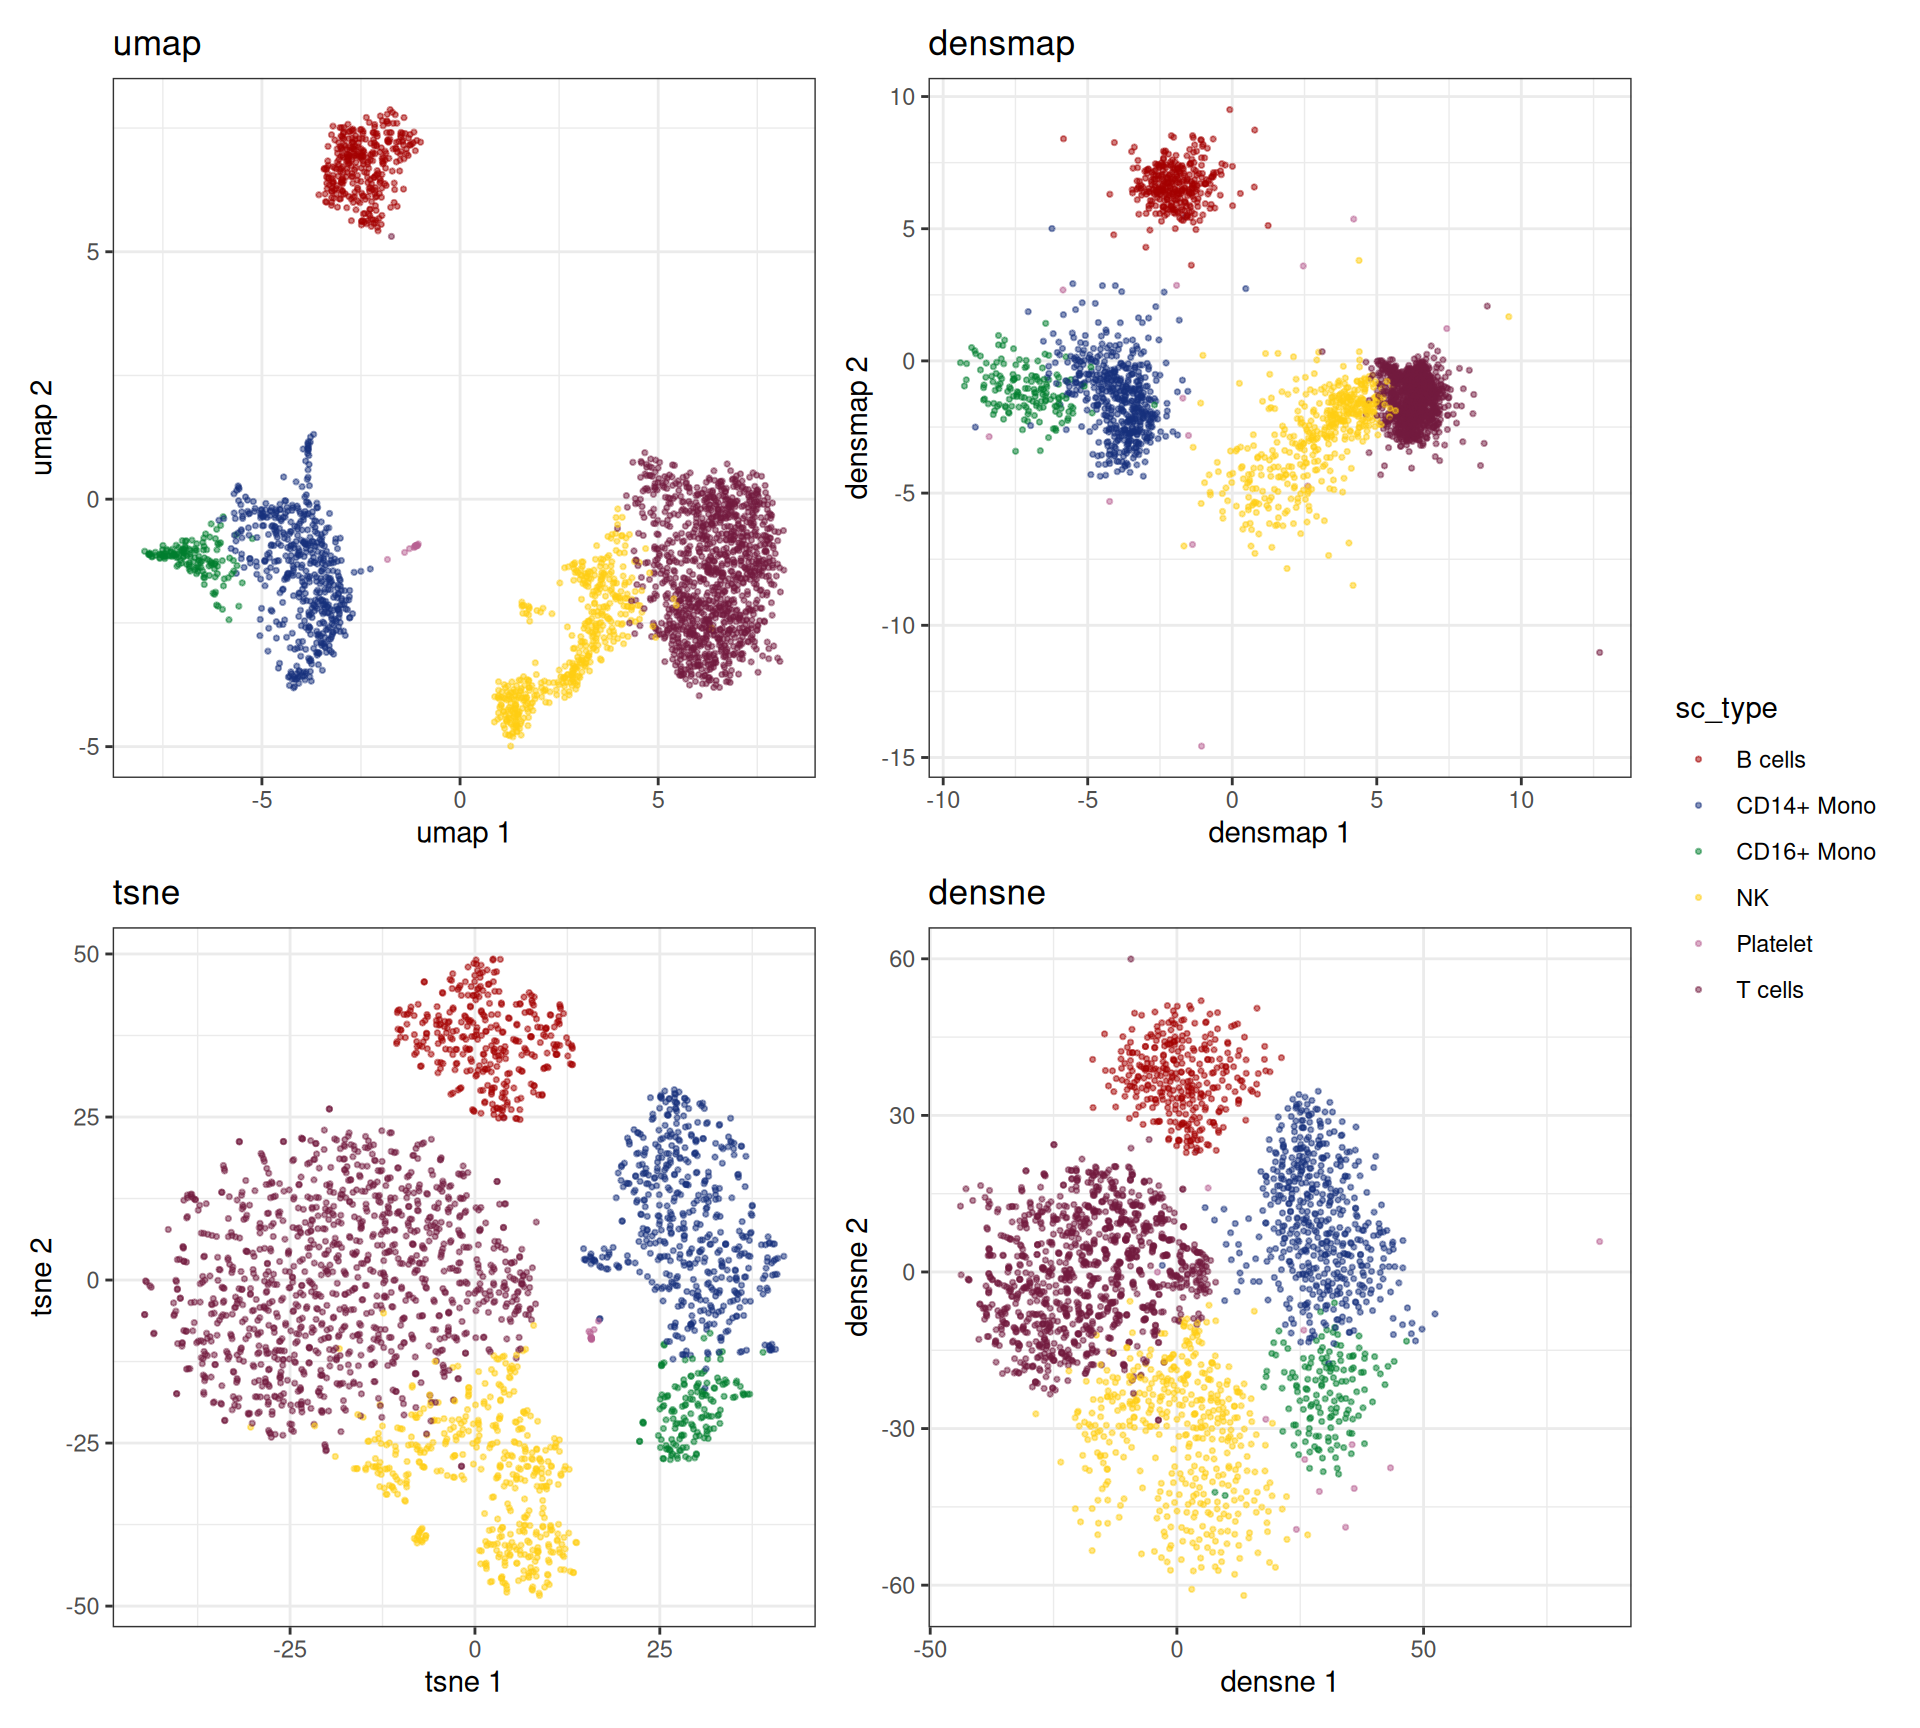 umap
5
0
-5
-5
0
5
umap 1
umap 2
densmap
10
5
0
-5
-10
-15
-10
-5
0
5
10
densmap 1
densmap 2
tsne
50
25
0
-25
-50
-25
0
25
tsne 1
tsne 2
densne
60
30
0
-30
-60
-50
0
50
densne 1
densne 2
sc_type
B cells
CD14+ Mono
CD16+ Mono
NK
Platelet
T cells